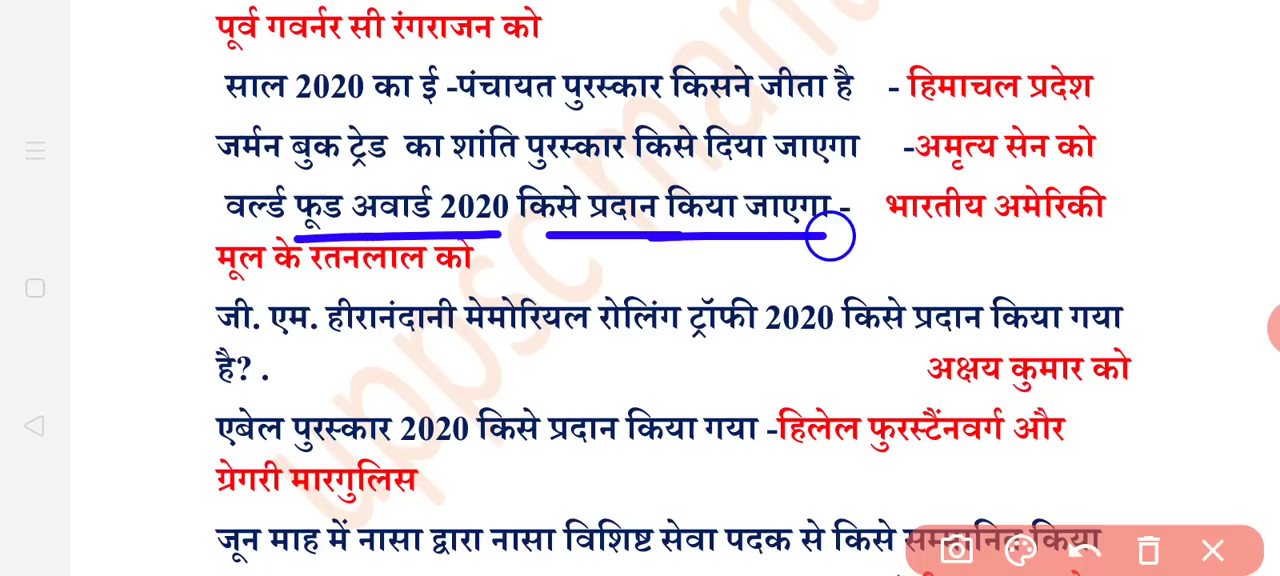 पूर्व गवर्नर सी रंगराजन को
साल 2020 का ई -पंचायत पुरस्कार किसने जीता है - हिमाचल प्रदेश
जर्मन बुक ट्रेड का शांति पुरस्कार किसे दिया जाएगा -अमृत्य सेन को
वर्ल्ड फूड अवार्ड 2020 किसे प्रदान किया जाएगा - भारतीय अमेरिकी
मूल के रतनलाल को
जी. एम. हीरानंदानी मेमोरियल रोलिंग ट्रॉफी 2020 किसे प्रदान किया गया
है? . अक्षय कुमार को
एबेल पुरस्कार 2020 किसे प्रदान किया गया -हिलेल फुरस्टैंनवर्ग और
ग्रेगरी मारगुलिस
जून माह में नासा द्वारा नासा विशिष्ट सेवा पदक से किसे सम्मानित किया